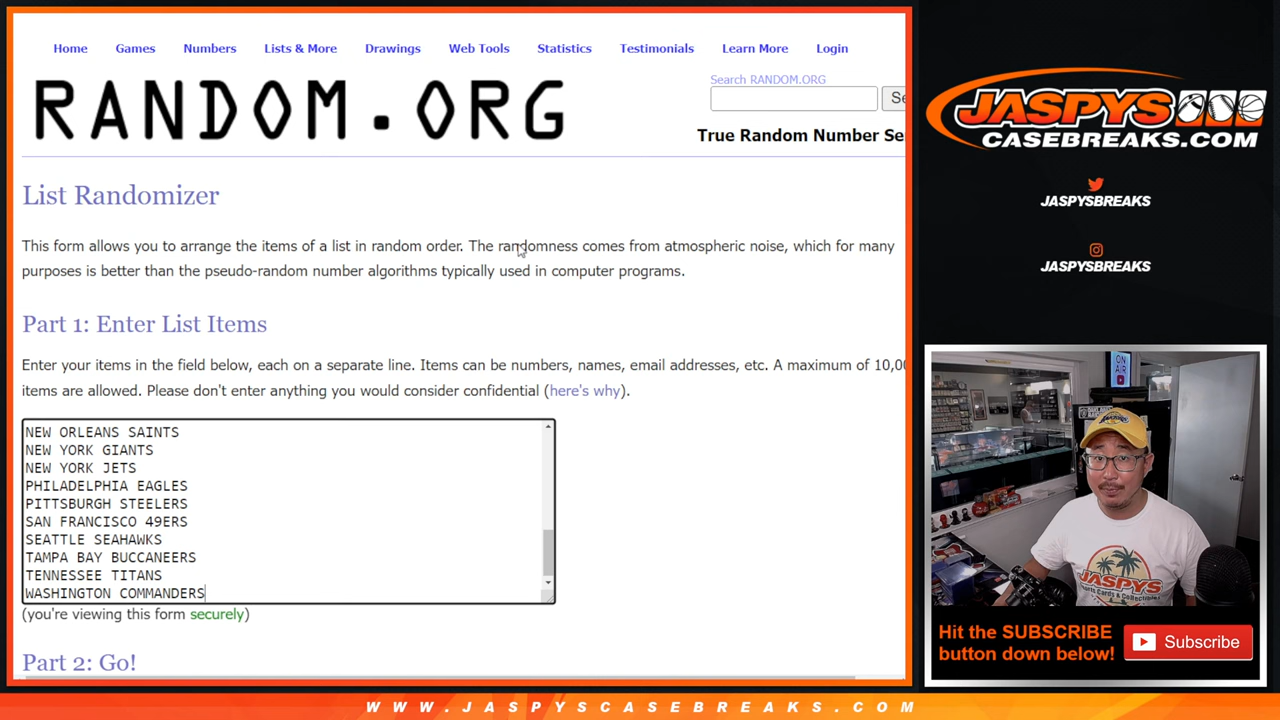 Home Games Numbers Lists & More Drawings Web Tools Statistics Testimonials Learn More Login
Search RANDOM.ORG
RANDOM.ORG
True Random Number Se
List Randomizer
This form allows you to arrange the items of a list in random order. The randomness comes from atmospheric noise, which for many
purposes is better than the pseudo-random number algorithms typically used in computer programs.
Part 1: Enter List Items
Enter your items in the field below, each on a separate line. Items can be numbers, names, email addresses, etc. A maximum of 10,00
items are allowed. Please don't enter anything you would consider confidential (here's why).
NEW ORLEANS SAINTS
NEW YORK GIANTS
NEW YORK JETS
PHILADELPHIA EAGLES
PITTSBURGH STEELERS
SAN FRANCISCO 49ERS
SEATTLE SEAHAWKS
TAMPA BAY BUCCANEERS
TENNESSEE TITANS
WASHINGTON COMMANDERS
(you're viewing this form securely)
Part 2: Go!
JASPYS
CASEBREAKS.COM
JASPYSBREAKS
JASPYSBREAKS
ON
AIR
JASPYS
Hit the SUBSCRIBE
button down below!
Subscribe
WWW.JASPYSCASEBREAKS.COM